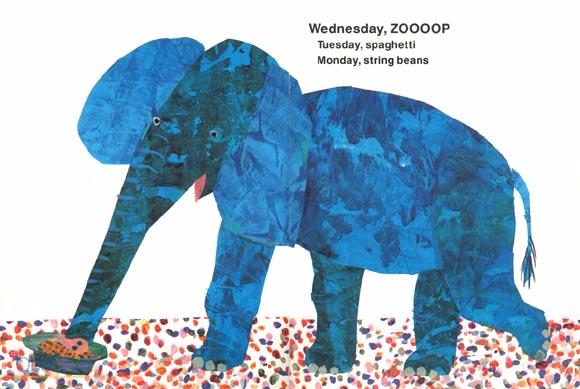 Wednesday, ZOOOOP
Tuesday, spaghetti
Monday, string beans